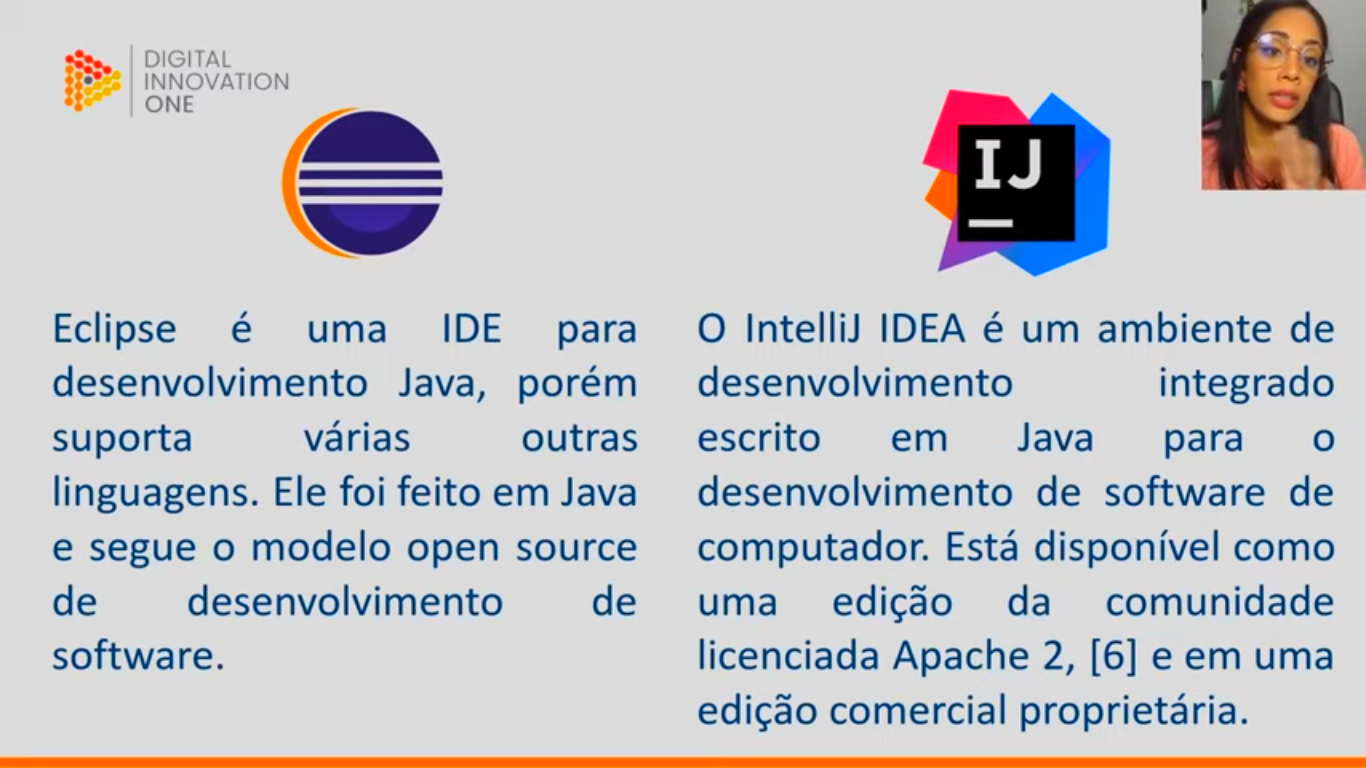 DIGITAL
INNOVATION
ONE
IJ
Eclipse é uma IDE para
desenvolvimento Java, porém
suporta várias outras
linguagens. Ele foi feito em Java
e segue o modelo open source
de desenvolvimento de
software.
O IntelliJ IDEA é um ambiente de
desenvolvimento integrado
escrito em Java para o
desenvolvimento de software de
computador. Está disponível como
uma edição da comunidade
licenciada Apache 2, [6] e em uma
edição comercial proprietária.